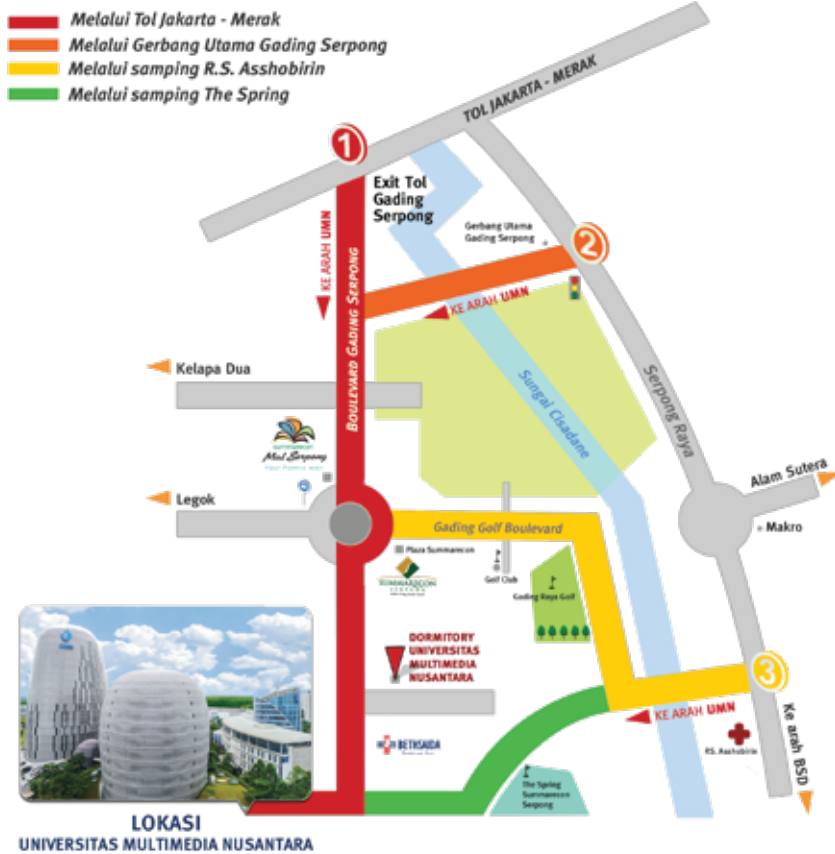 Melalui Tol Jakarta - Merak
Melalui Gerbang Utama Gading Serpong
Melalui samping R.S. Asshobirin
Melalui samping The Spring
TOL JAKARTA - MERAK
1
Exit Tol
Gading
Serpong
KE ARAH UMN
BOULEVARD GADING SERPONG
Gerbang Utama
Gading Serpong
2
KE ARAH UMN
Kelapa Dua
Sungai Cisadane
Serpong Raya
summarecon
Mal Serpong
Legok
Alam Sutera
Makro
Gading Golf Boulevard
Plaza Summarecon
SUMMARECON
SERPONG
Golf Club
Gading Raya Golf
DORMITORY
UNIVERSITAS
MULTIMEDIA
NUSANTARA
3
KE ARAH UMN
Ke arah BSD
RS. Asshobirin
BETHSAIDA
The Spring
Summarecon
Serpong
LOKASI
UNIVERSITAS MULTIMEDIA NUSANTARA